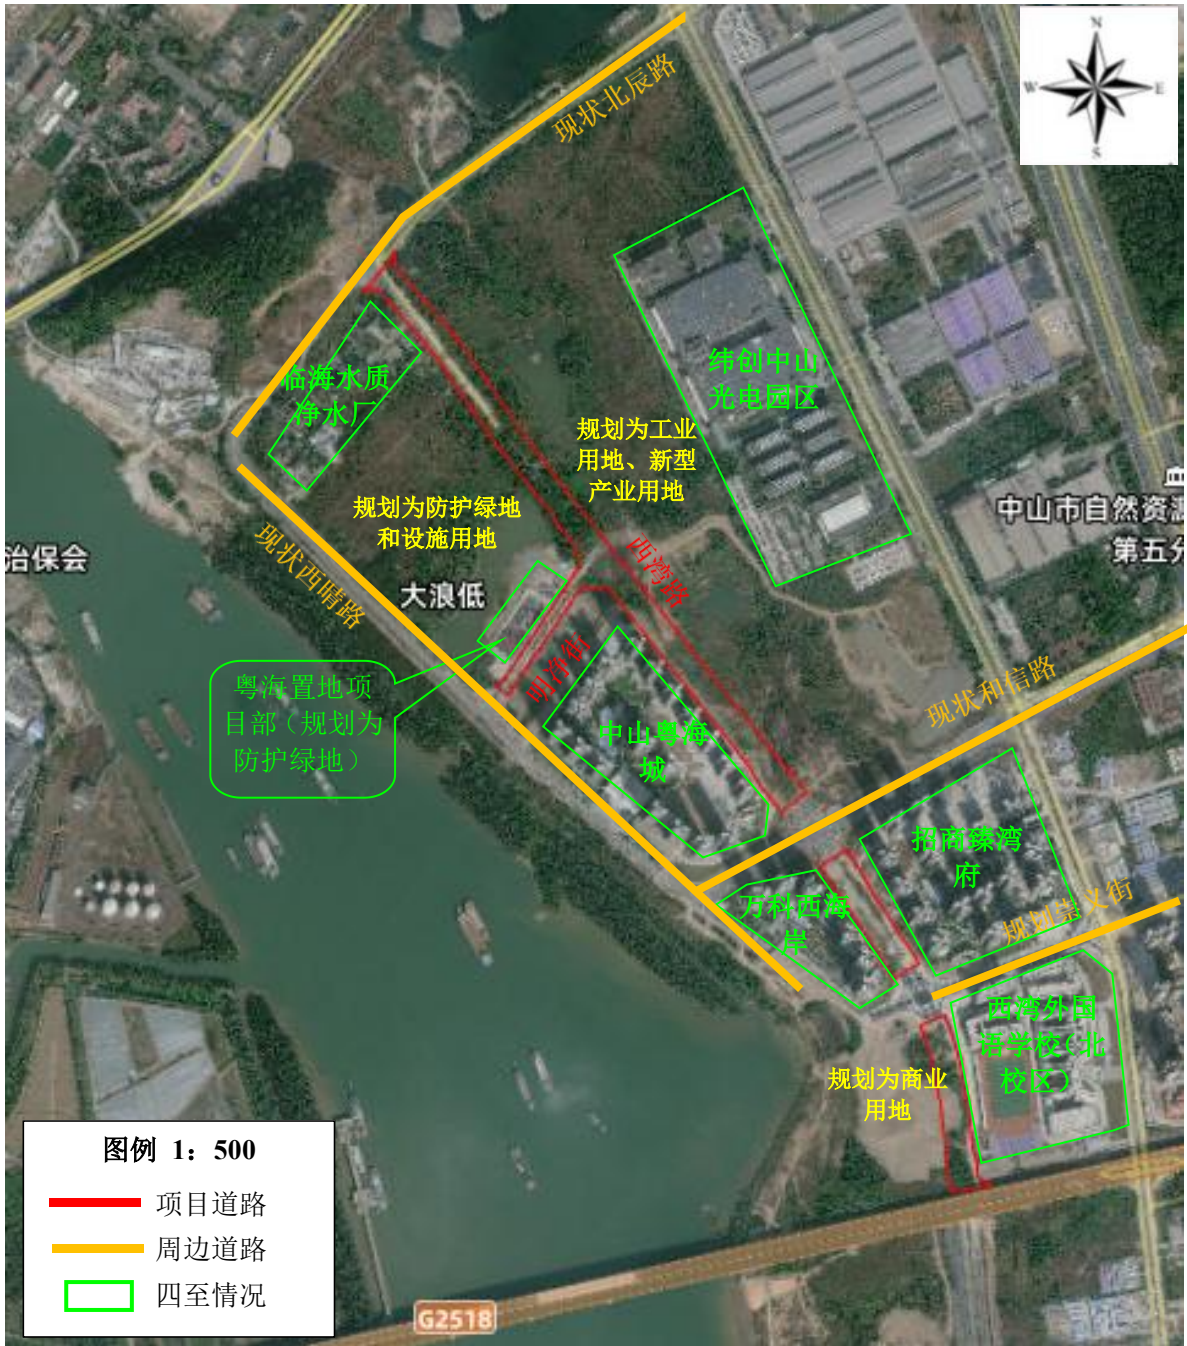 N
W
E
S
现状北辰路
临海水质
净水厂
纬创中山
光电园区
规划为工业
用地、新型
产业用地
规划为防护绿地
和设施用地
中山市自然资源
第五分
治保会
现状西晴路
大浪低
西湾路
明净街
粤海置地项
目部（规划为
防护绿地）
中山粤海
城
现状和信路
招商臻湾
府
万科西海
岸
规划崇义街
西湾外国
语学校（北
校区）
规划为商业
用地
图例 1：500
项目道路
周边道路
四至情况
G2518